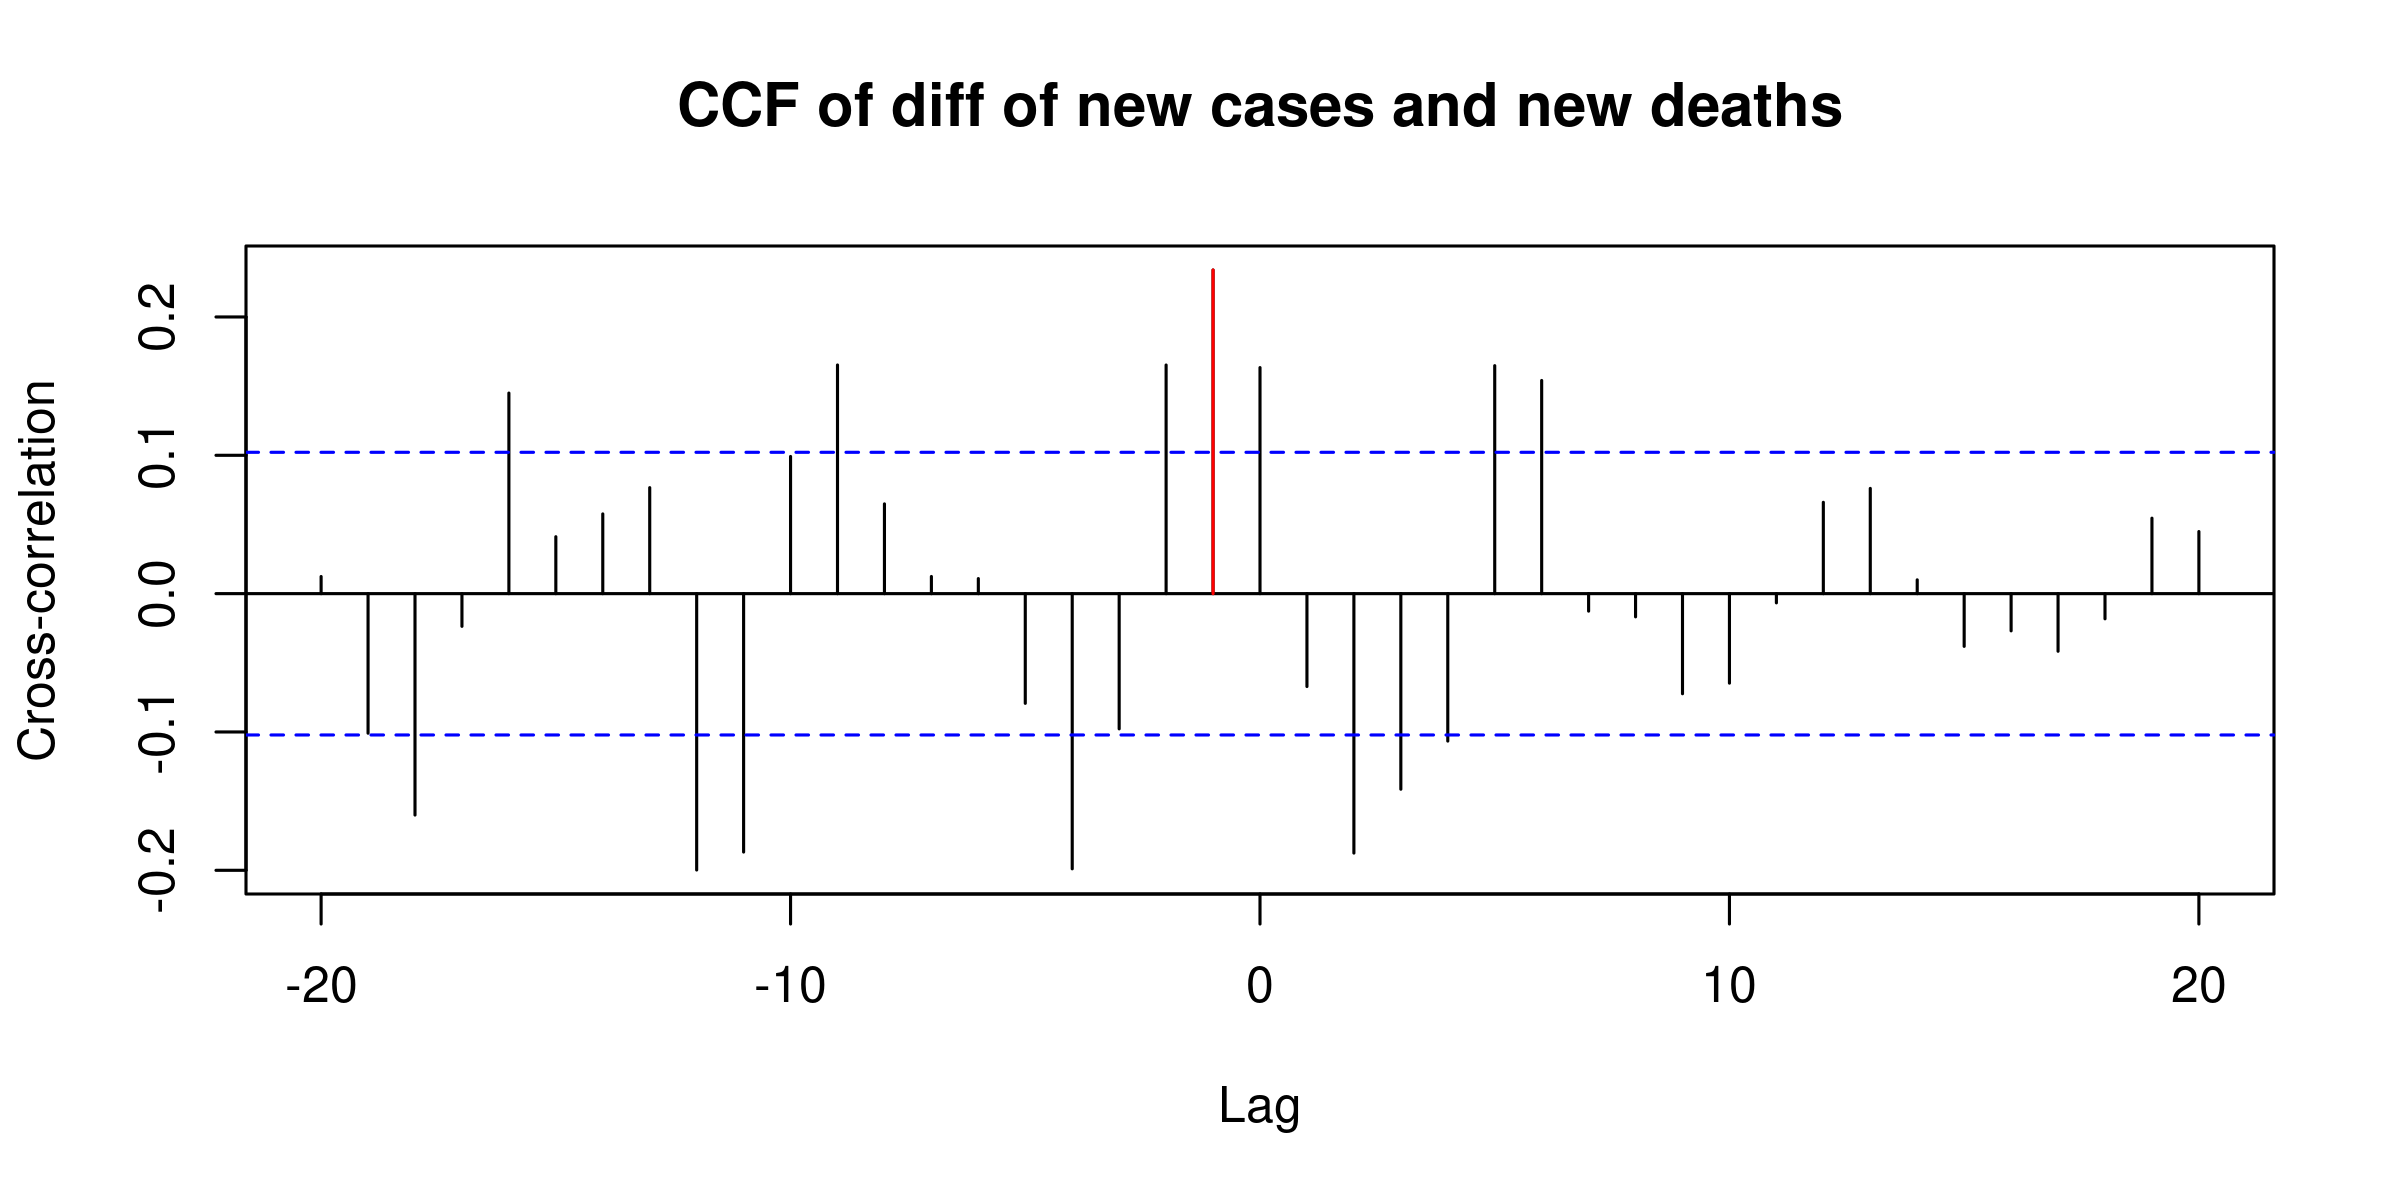 CCF of diff of new cases and new deaths
Cross-correlation
0.2
0.1
0.0
-0.1
-0.2
-20 -10 0 10 20
Lag